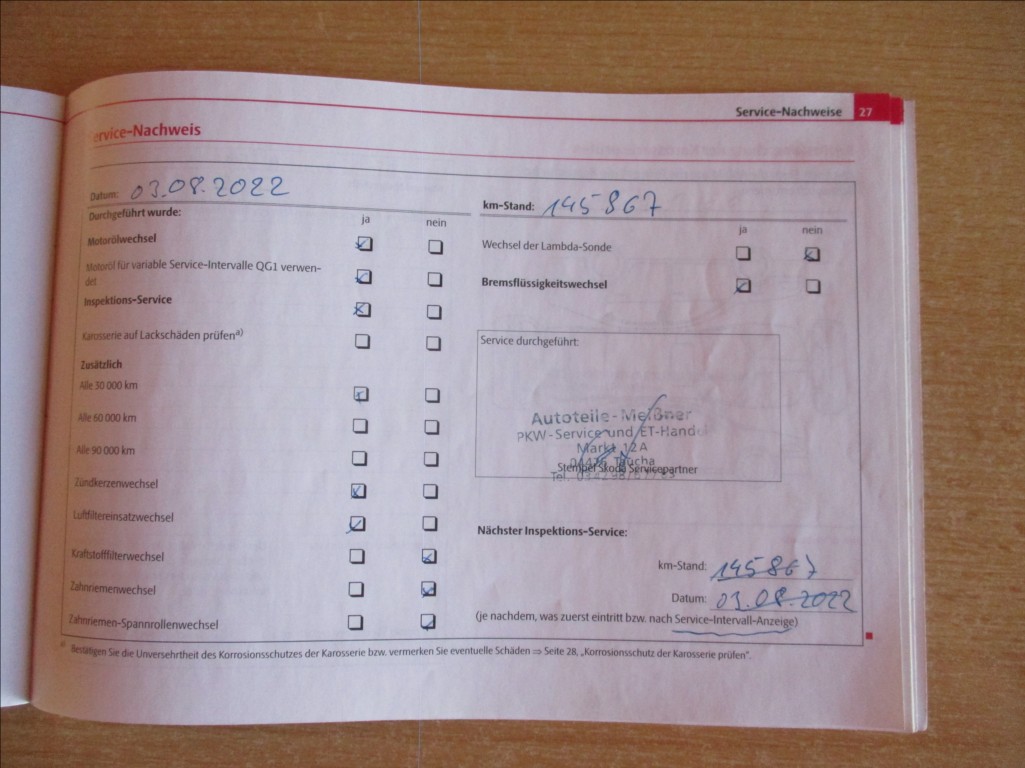 Service-Nachweise 27
ervice-Nachweis
Datum: 03.08.2022
Durchgeführt wurde:
ja nein
Motorölwechsel
Motoröl für variable Service-Intervalle QG1 verwen-
det
Inspektions-Service
Karosserie auf Lackschäden prüfen a)
Zusätzlich
Alle 30 000 km
Alle 60 000 km
Alle 90 000 km
Zündkerzenwechsel
Luftfiltereinsatzwechsel
Kraftstofffilterwechsel
Zahnriemenwechsel
Zahnriemen-Spannrollenwechsel
km-Stand: 145867
ja nein
Wechsel der Lambda-Sonde
Bremsflüssigkeitswechsel
Service durchgeführt:
Autoteile-Meißner
PKW-Service und ET-Handel
Markt 12A
Taucha
Stempel Skoda Servicepartner
Tel.
Nächster Inspektions-Service:
km-Stand: 145867
Datum: 03.08.2022
(je nachdem, was zuerst eintritt bzw. nach Service-Intervall-Anzeige)
a) Bestätigen Sie die Unversehrtheit des Korrosionsschutzes der Karosserie bzw. vermerken Sie eventuelle Schäden ⇒ Seite 28, „Korrosionsschutz der Karosserie prüfen".